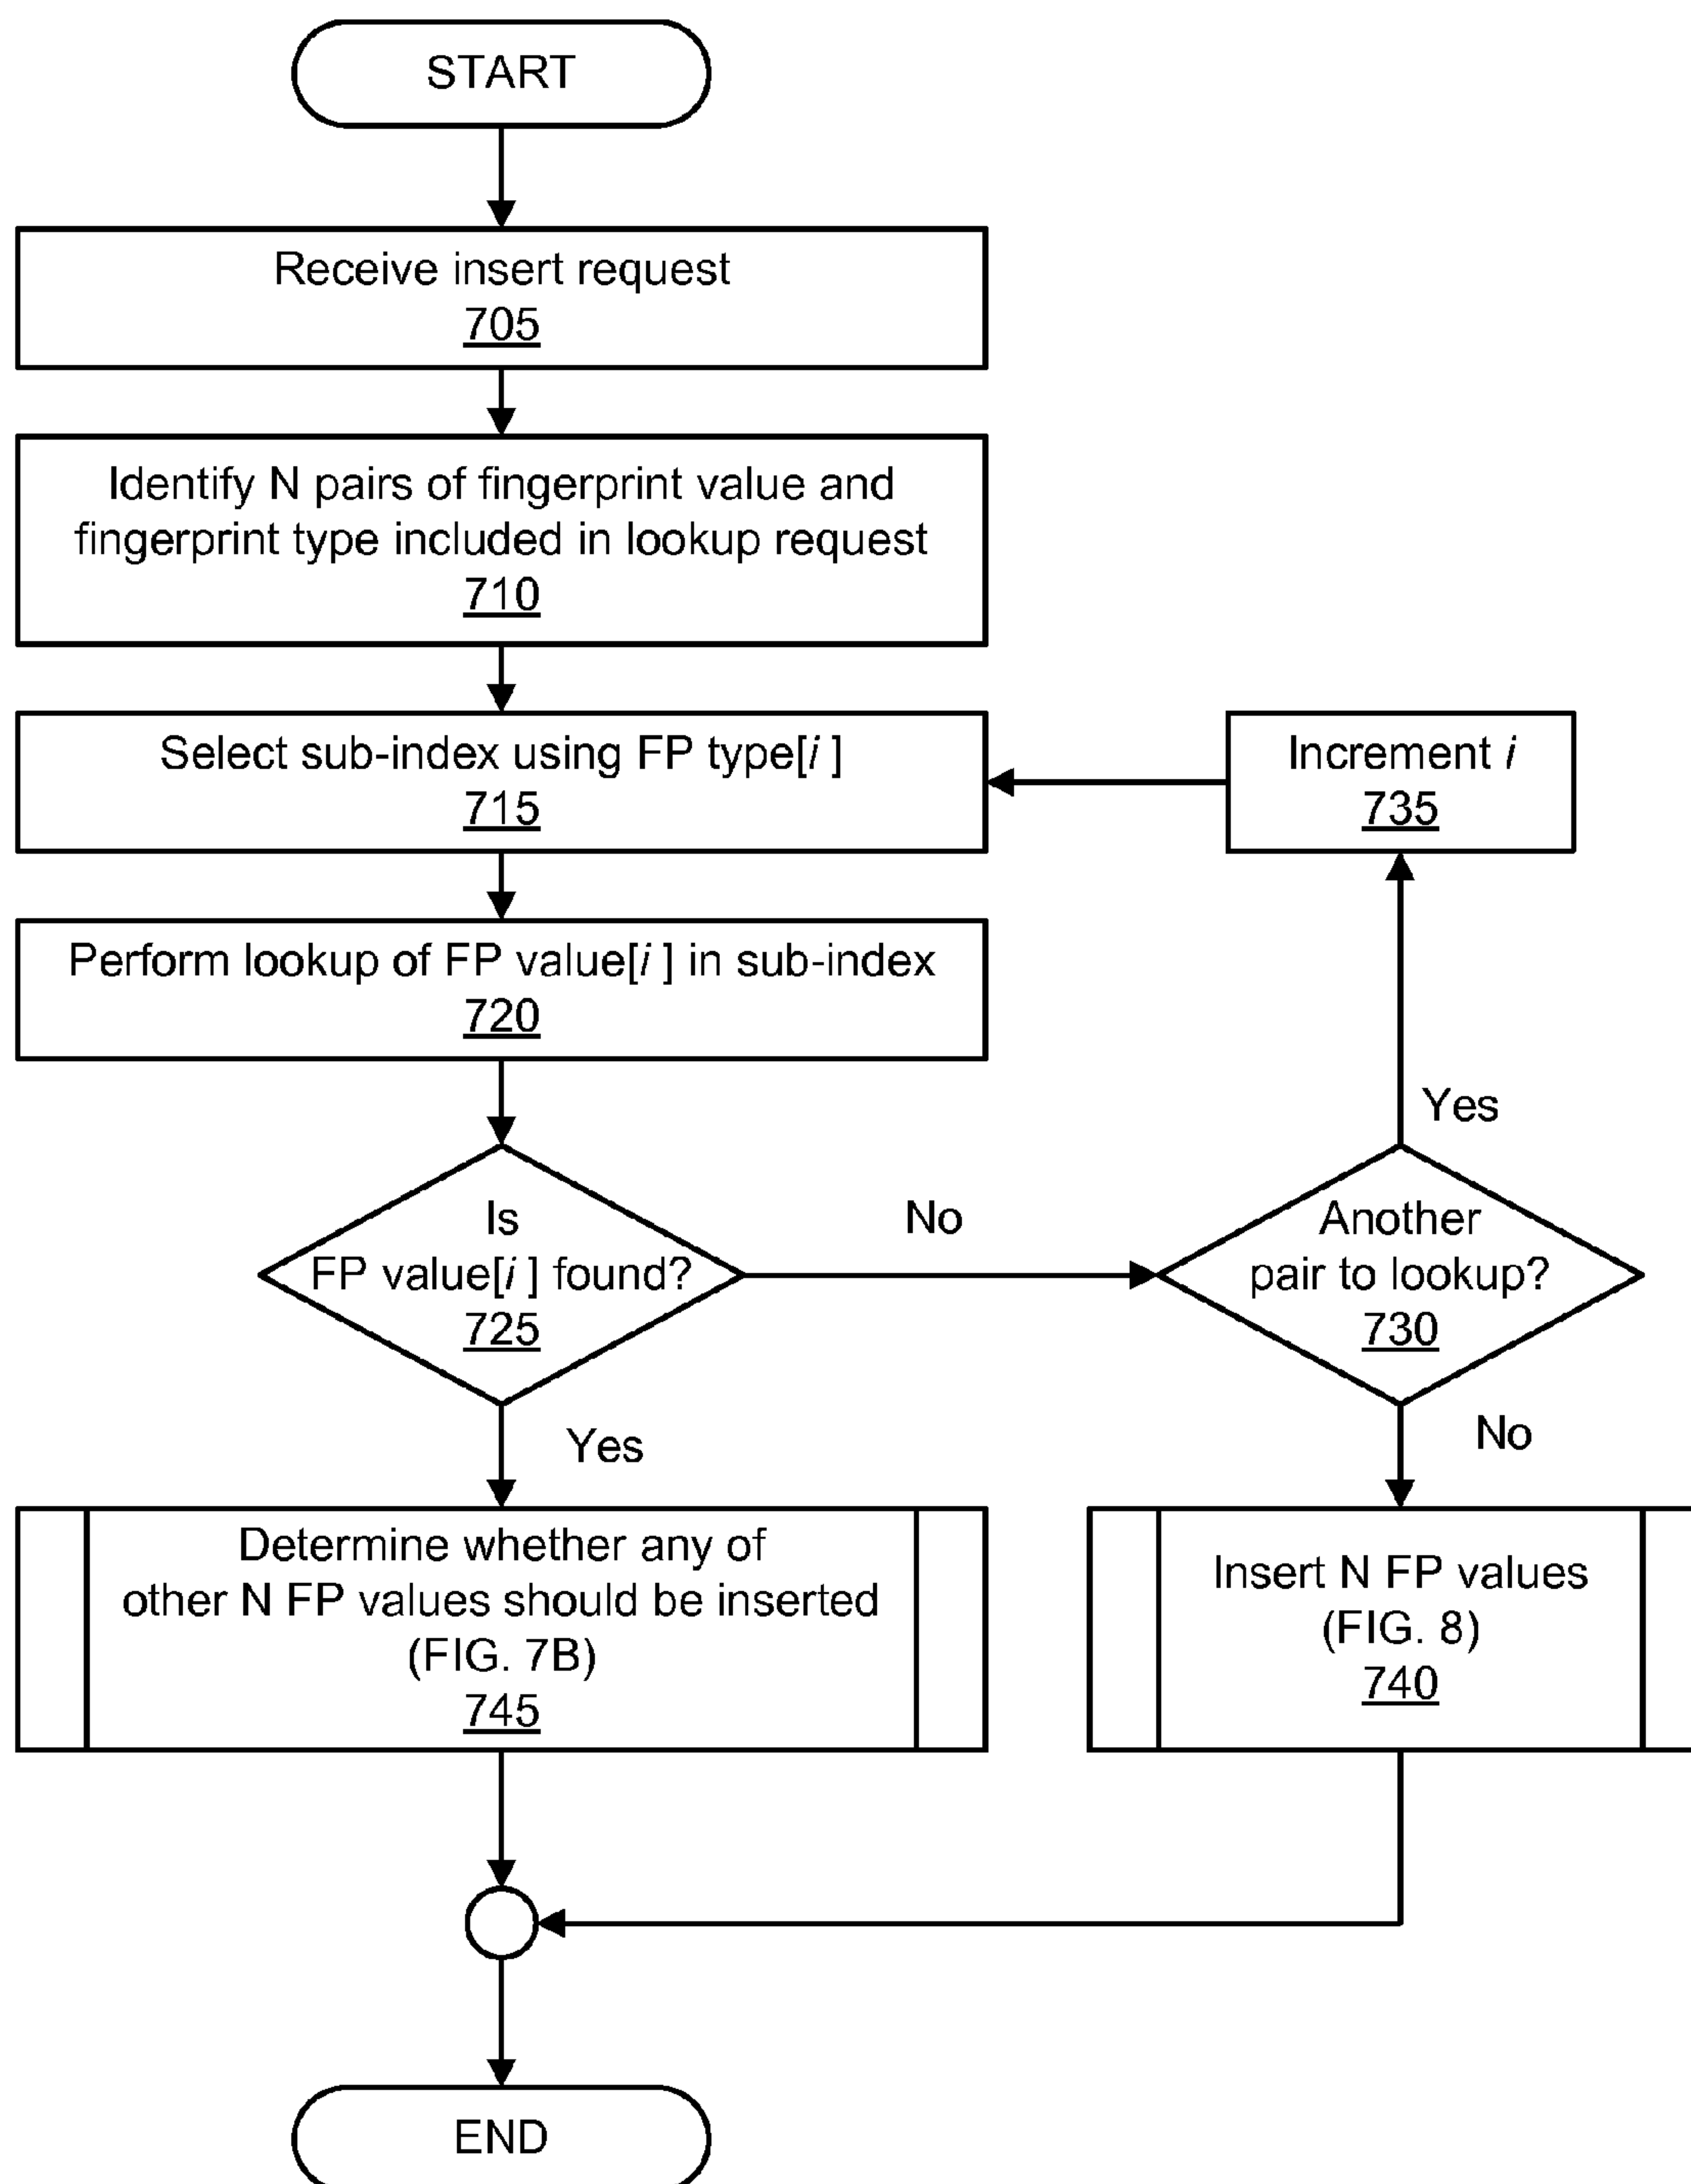 START
Receive insert request
705
Identify N pairs of fingerprint value and
fingerprint type included in lookup request
710
Select sub-index using FP type[i ]
715
Increment i
735
Perform lookup of FP value[i ] in sub-index
720
Yes
Is
FP value[i ] found?
725
No
Another
pair to lookup?
730
Yes
No
Determine whether any of
other N FP values should be inserted
(FIG. 7B)
745
Insert N FP values
(FIG. 8)
740
END